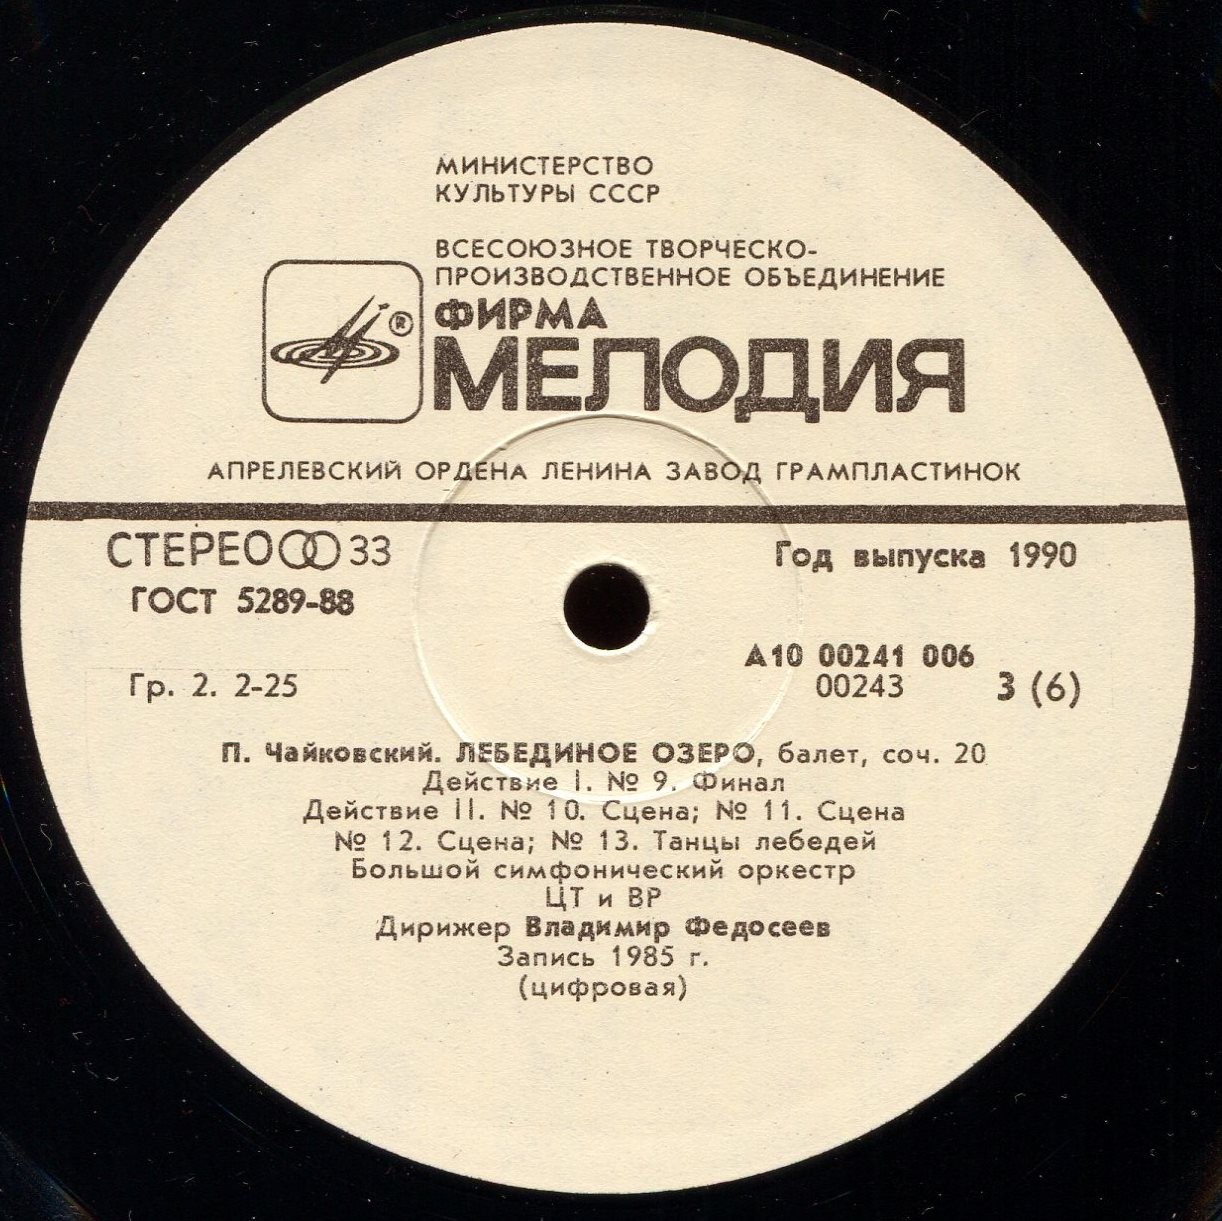 МИНИСТЕРСТВО
КУЛЬТУРЫ СССР
ВСЕСОЮЗНОЕ ТВОРЧЕСКО-
ПРОИЗВОДСТВЕННОЕ ОБЪЕДИНЕНИЕ
ФИРМА
®
МЕЛОДИЯ
АПРЕЛЕВСКИЙ ОРДЕНА ЛЕНИНА ЗАВОД ГРАМПЛАСТИНОК
СТЕРЕО 33
Год выпуска 1990
ГОСТ 5289-88
А10 00241 006
Гр. 2. 2-25
00243 3 (6)
П. Чайковский. ЛЕБЕДИНОЕ ОЗЕРО, балет, соч. 20
Действие I. № 9. Финал
Действие II. № 10. Сцена; № 11. Сцена
№ 12. Сцена; № 13. Танцы лебедей
Большой симфонический оркестр
ЦТ и ВР
Дирижер Владимир Федосеев
Запись 1985 г.
(цифровая)